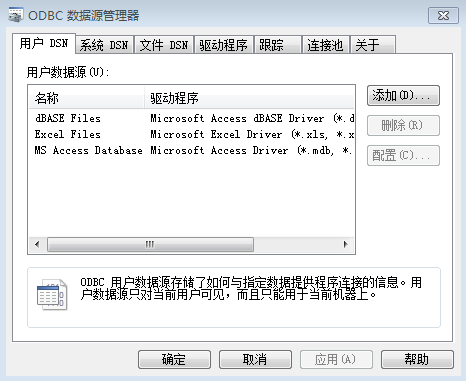 ODBC 数据源管理器
用户 DSN 系统 DSN 文件 DSN 驱动程序 跟踪 连接池 关于
用户数据源(U):
名称 驱动程序
dBASE Files Microsoft Access dBASE Driver (*.d
Excel Files Microsoft Excel Driver (*.xls, *.x
MS Access Database Microsoft Access Driver (*.mdb, *.
添加(D)...
删除(R)
配置(C)...
ODBC 用户数据源存储了如何与指定数据提供程序连接的信息。用
户数据源只对当前用户可见，而且只能用于当前机器上。
确定 取消 应用(A) 帮助